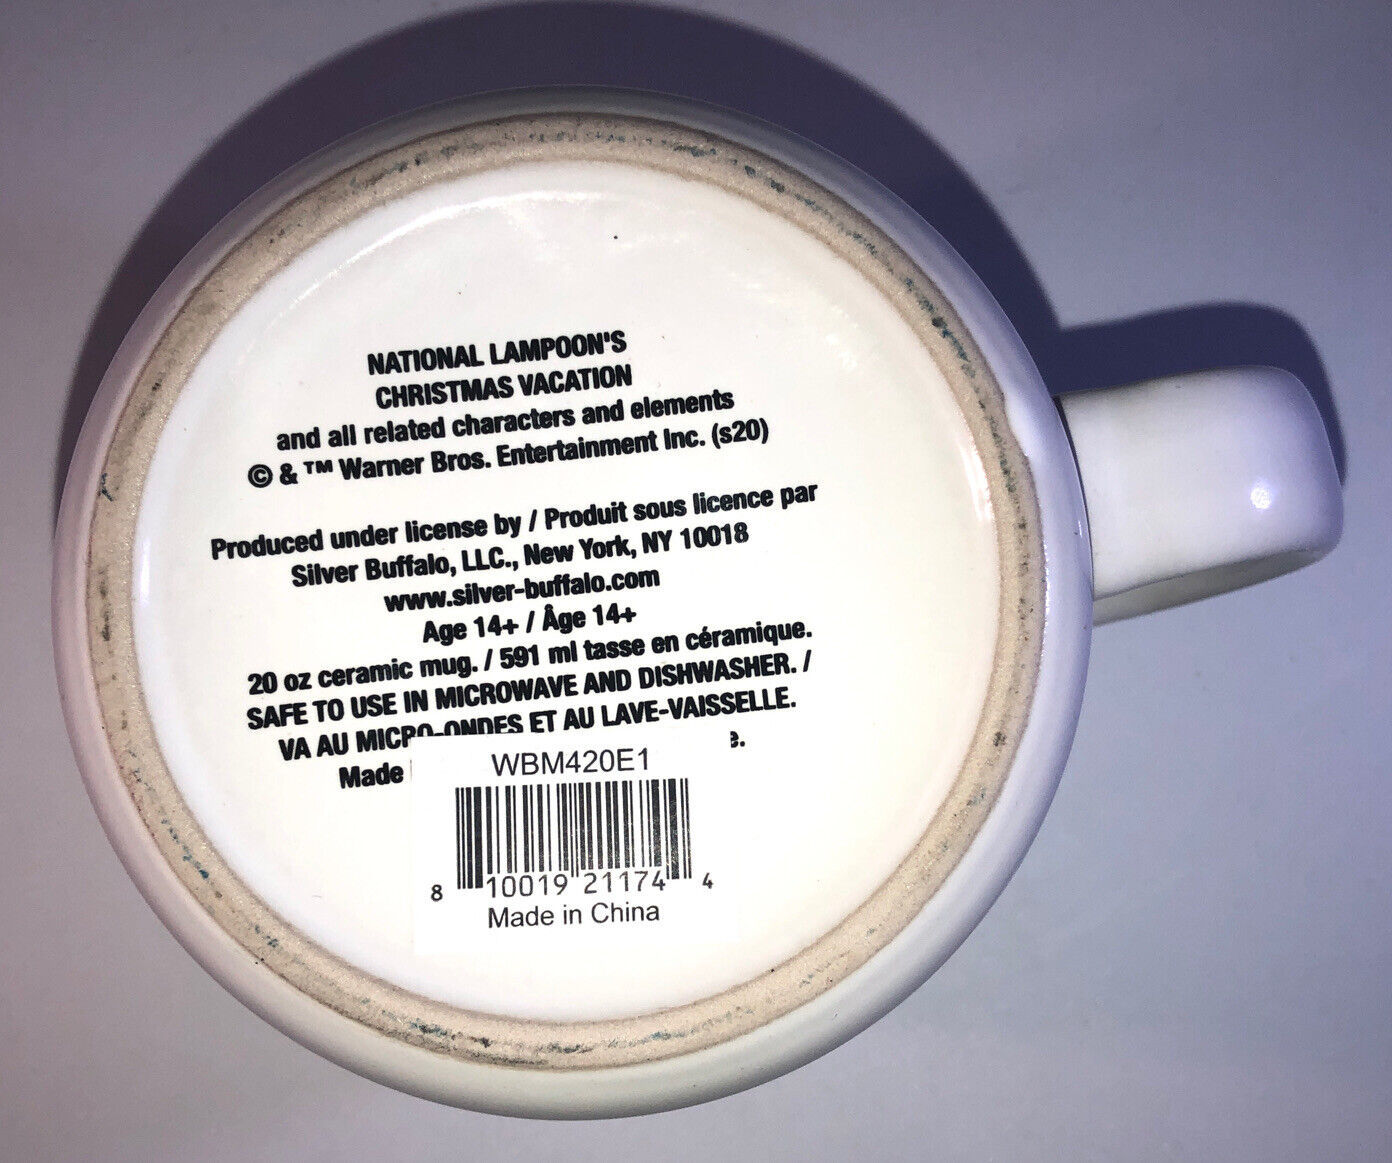 NATIONAL LAMPOON'S
CHRISTMAS VACATION
and all related characters and elements
© & ™ Warner Bros. Entertainment Inc. (s20)
Produced under license by / Produit sous licence par
Silver Buffalo, LLC., New York, NY 10018
www.silver-buffalo.com
Age 14+ / Âge 14+
20 oz ceramic mug. / 591 ml tasse en céramique.
SAFE TO USE IN MICROWAVE AND DISHWASHER. /
VA AU MICRO-ONDES ET AU LAVE-VAISSELLE.
Made
WBM420E1
8 10019 21174 4
Made in China